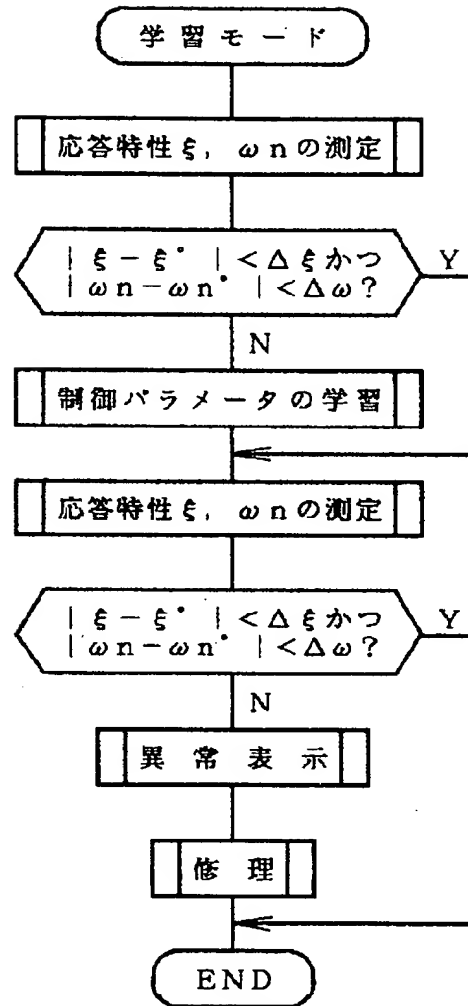 学習モード
応答特性ξ, ωnの測定
| ξ-ξ* | <Δξかつ
| ωn-ωn* | <Δω?
Y
N
制御パラメータの学習
応答特性ξ, ωnの測定
| ξ-ξ* | <Δξかつ
| ωn-ωn* | <Δω?
Y
N
異常表示
修理
END